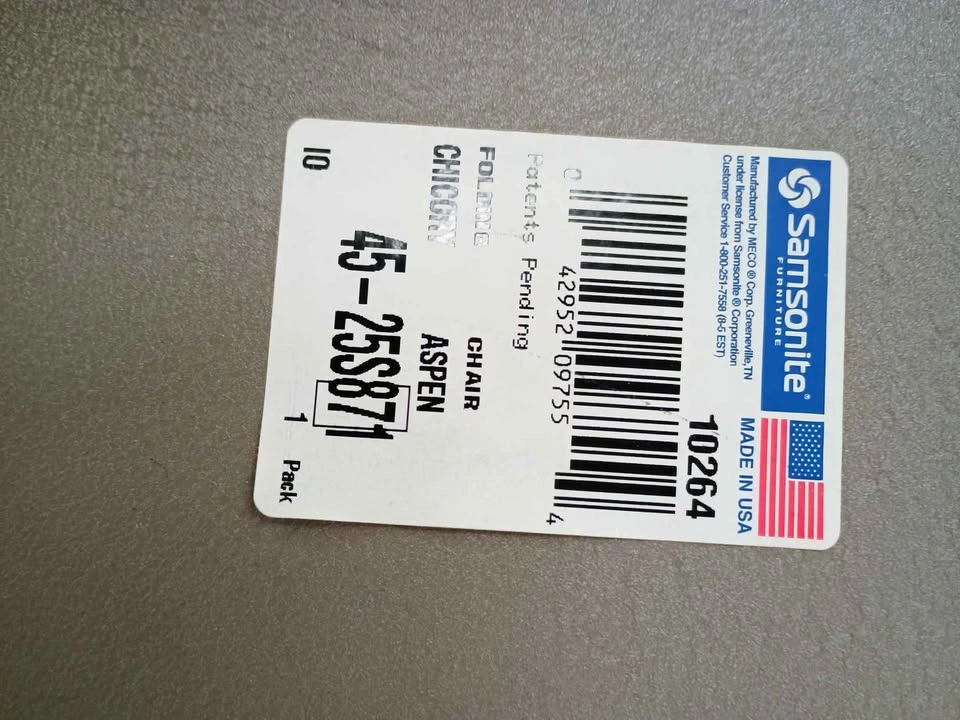 Samsonite®
FURNITURE
MADE IN USA
Manufactured by MECO ® Corp. Greeneville, TN
under license from Samsonite ® Corporation
Customer Service 1-800-251-7558 (8-5 EST)
10264
0 42952 09755 4
Patents Pending
FOLDING CHAIR
CHICORY ASPEN
45-25S871
IO 1 Pack